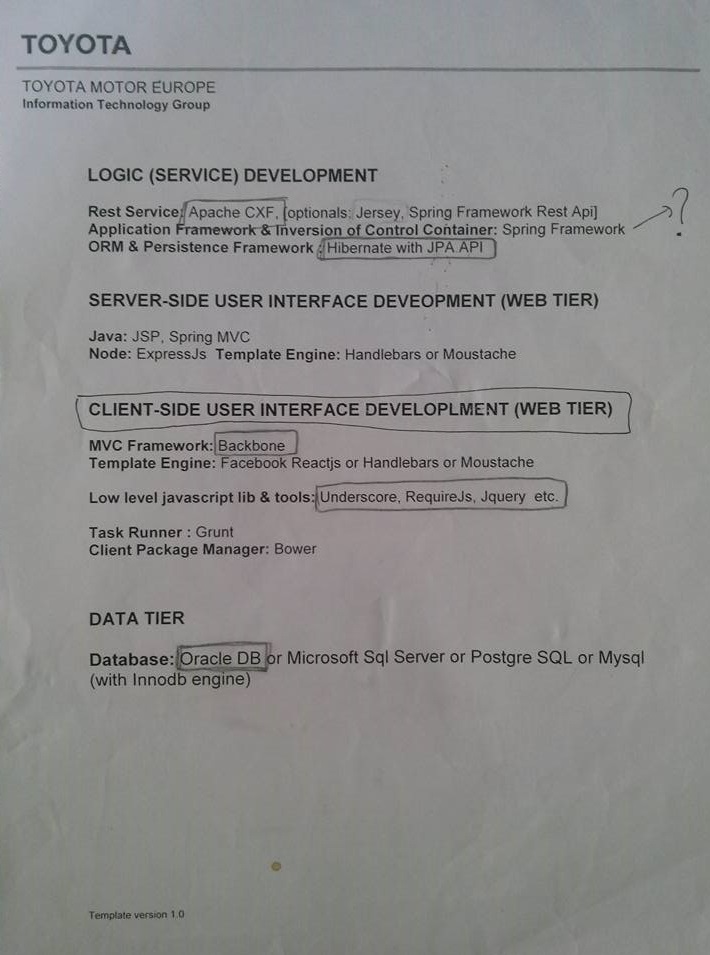 TOYOTA
TOYOTA MOTOR EUROPE
Information Technology Group
LOGIC (SERVICE) DEVELOPMENT
Rest Service: Apache CXF, [optionals: Jersey, Spring Framework Rest Api]
Application Framework & Inversion of Control Container: Spring Framework
?
ORM & Persistence Framework : Hibernate with JPA API
SERVER-SIDE USER INTERFACE DEVEOPMENT (WEB TIER)
Java: JSP, Spring MVC
Node: ExpressJs Template Engine: Handlebars or Moustache
CLIENT-SIDE USER INTERFACE DEVELOPLMENT (WEB TIER)
MVC Framework: Backbone
Template Engine: Facebook Reactjs or Handlebars or Moustache
Low level javascript lib & tools: Underscore, RequireJs, Jquery etc.
Task Runner : Grunt
Client Package Manager: Bower
DATA TIER
Database: Oracle DB or Microsoft Sql Server or Postgre SQL or Mysql
(with Innodb engine)
Template version 1.0